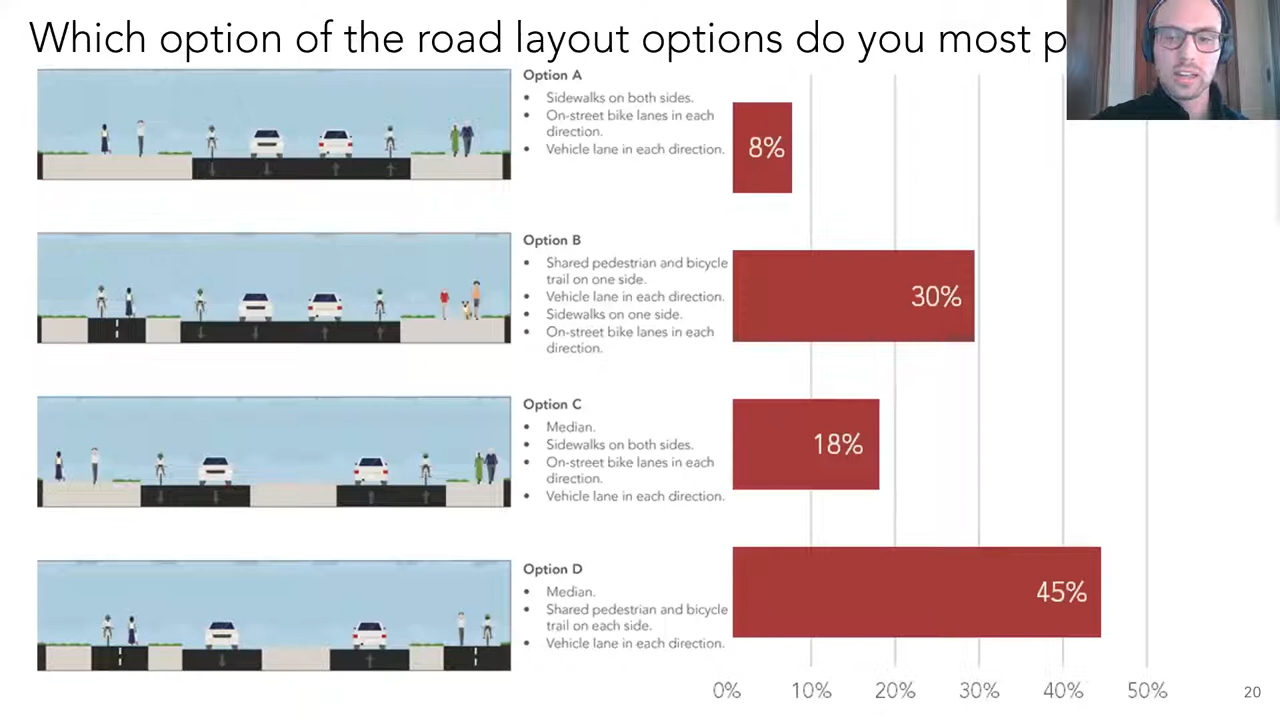 Which option of the road layout options do you most p
Option A
• Sidewalks on both sides.
• On-street bike lanes in each
direction.
• Vehicle lane in each direction.
8%
Option B
• Shared pedestrian and bicycle
trail on one side.
• Vehicle lane in each direction.
• Sidewalks on one side.
• On-street bike lanes in each
direction.
30%
Option C
• Median.
• Sidewalks on both sides.
• On-street bike lanes in each
direction.
• Vehicle lane in each direction.
18%
Option D
• Median.
• Shared pedestrian and bicycle
trail on each side.
• Vehicle lane in each direction.
45%
0% 10% 20% 30% 40% 50%
20